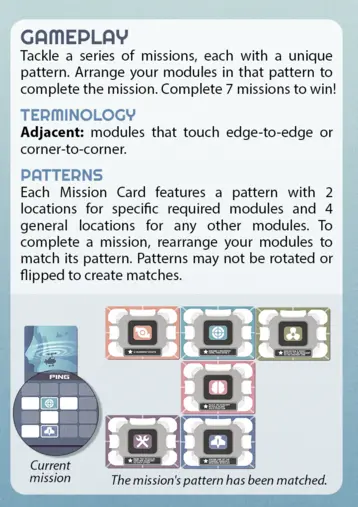 GAMEPLAY
Tackle a series of missions, each with a unique
pattern. Arrange your modules in that pattern to
complete the mission. Complete 7 missions to win!
TERMINOLOGY
Adjacent: modules that touch edge-to-edge or
corner-to-corner.
PATTERNS
Each Mission Card features a pattern with 2
locations for specific required modules and 4
general locations for any other modules. To
complete a mission, rearrange your modules to
match its pattern. Patterns may not be rotated or
flipped to create matches.
PING
Current
mission
The mission's pattern has been matched.